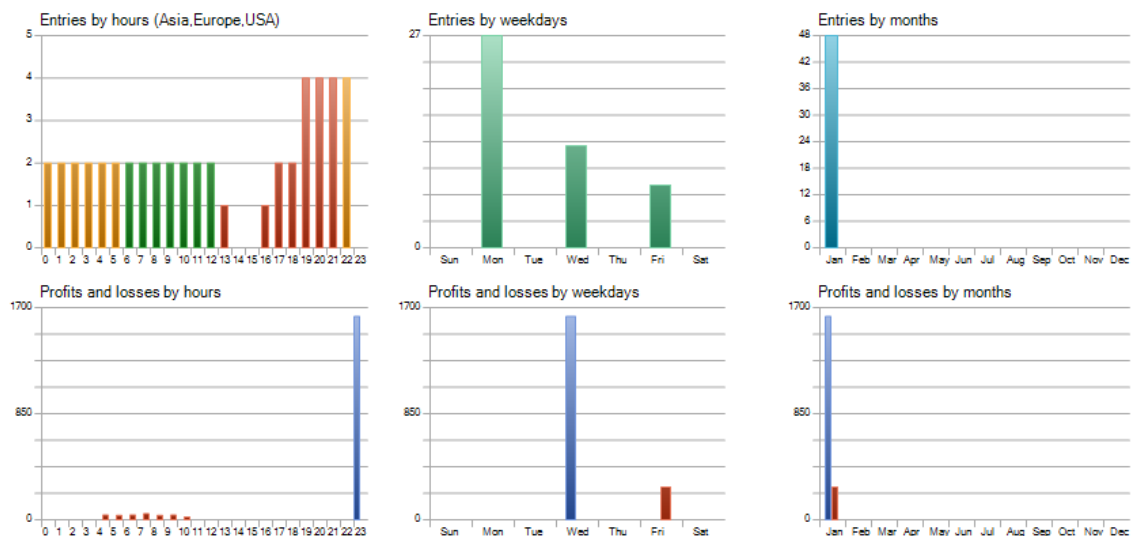 Entries by hours (Asia,Europe,USA)
5
4
3
2
1
0
0 1 2 3 4 5 6 7 8 9 10 11 12 13 14 15 16 17 18 19 20 21 22 23
Entries by weekdays
27
0
Sun Mon Tue Wed Thu Fri Sat
Entries by months
48
42
36
30
24
18
12
6
0
Jan Feb Mar Apr May Jun Jul Aug Sep Oct Nov Dec
Profits and losses by hours
1700
850
0
0 1 2 3 4 5 6 7 8 9 10 11 12 13 14 15 16 17 18 19 20 21 22 23
Profits and losses by weekdays
1700
850
0
Sun Mon Tue Wed Thu Fri Sat
Profits and losses by months
1700
850
0
Jan Feb Mar Apr May Jun Jul Aug Sep Oct Nov Dec